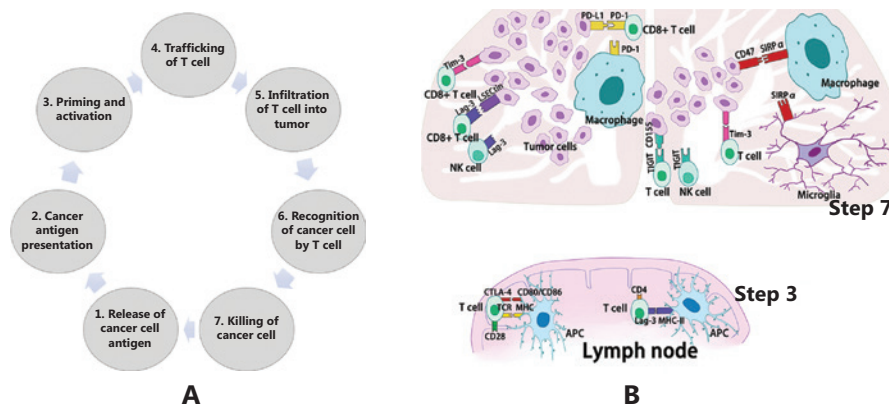 4. Trafficking
of T cell
3. Priming and
activation
5. Infiltration
of T cell into
tumor
2. Cancer
antigen
presentation
6. Recognition
of cancer cell
by T cell
1. Release of
cancer cell
antigen
7. Killing of
cancer cell
A
PD-L1 PD-1
CD8+ T cell
PD-1
Tim-3
CD8+ T cell
Lag-3 LSECtin
CD8+ T cell
Lag-3
NK cell
Macrophage
Tumor cells
CD47 SIRP α
Macrophage
SIRP α
Tim-3
T cell
TIGIT CD155
T cell
TIGIT
NK cell
Microglia
Step 7
CTLA-4 CD80/CD86
T cell
TCR MHC
CD28
APC
CD4
T cell
Lag-3 MHC-II
APC
Step 3
Lymph node
B